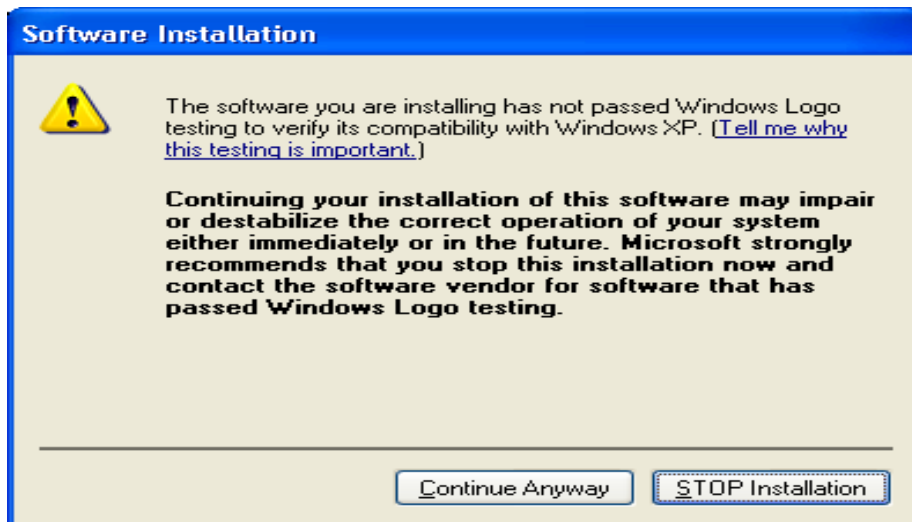 Software Installation
The software you are installing has not passed Windows Logo
testing to verify its compatibility with Windows XP. (Tell me why
this testing is important.)
Continuing your installation of this software may impair
or destabilize the correct operation of your system
either immediately or in the future. Microsoft strongly
recommends that you stop this installation now and
contact the software vendor for software that has
passed Windows Logo testing.
Continue Anyway
STOP Installation